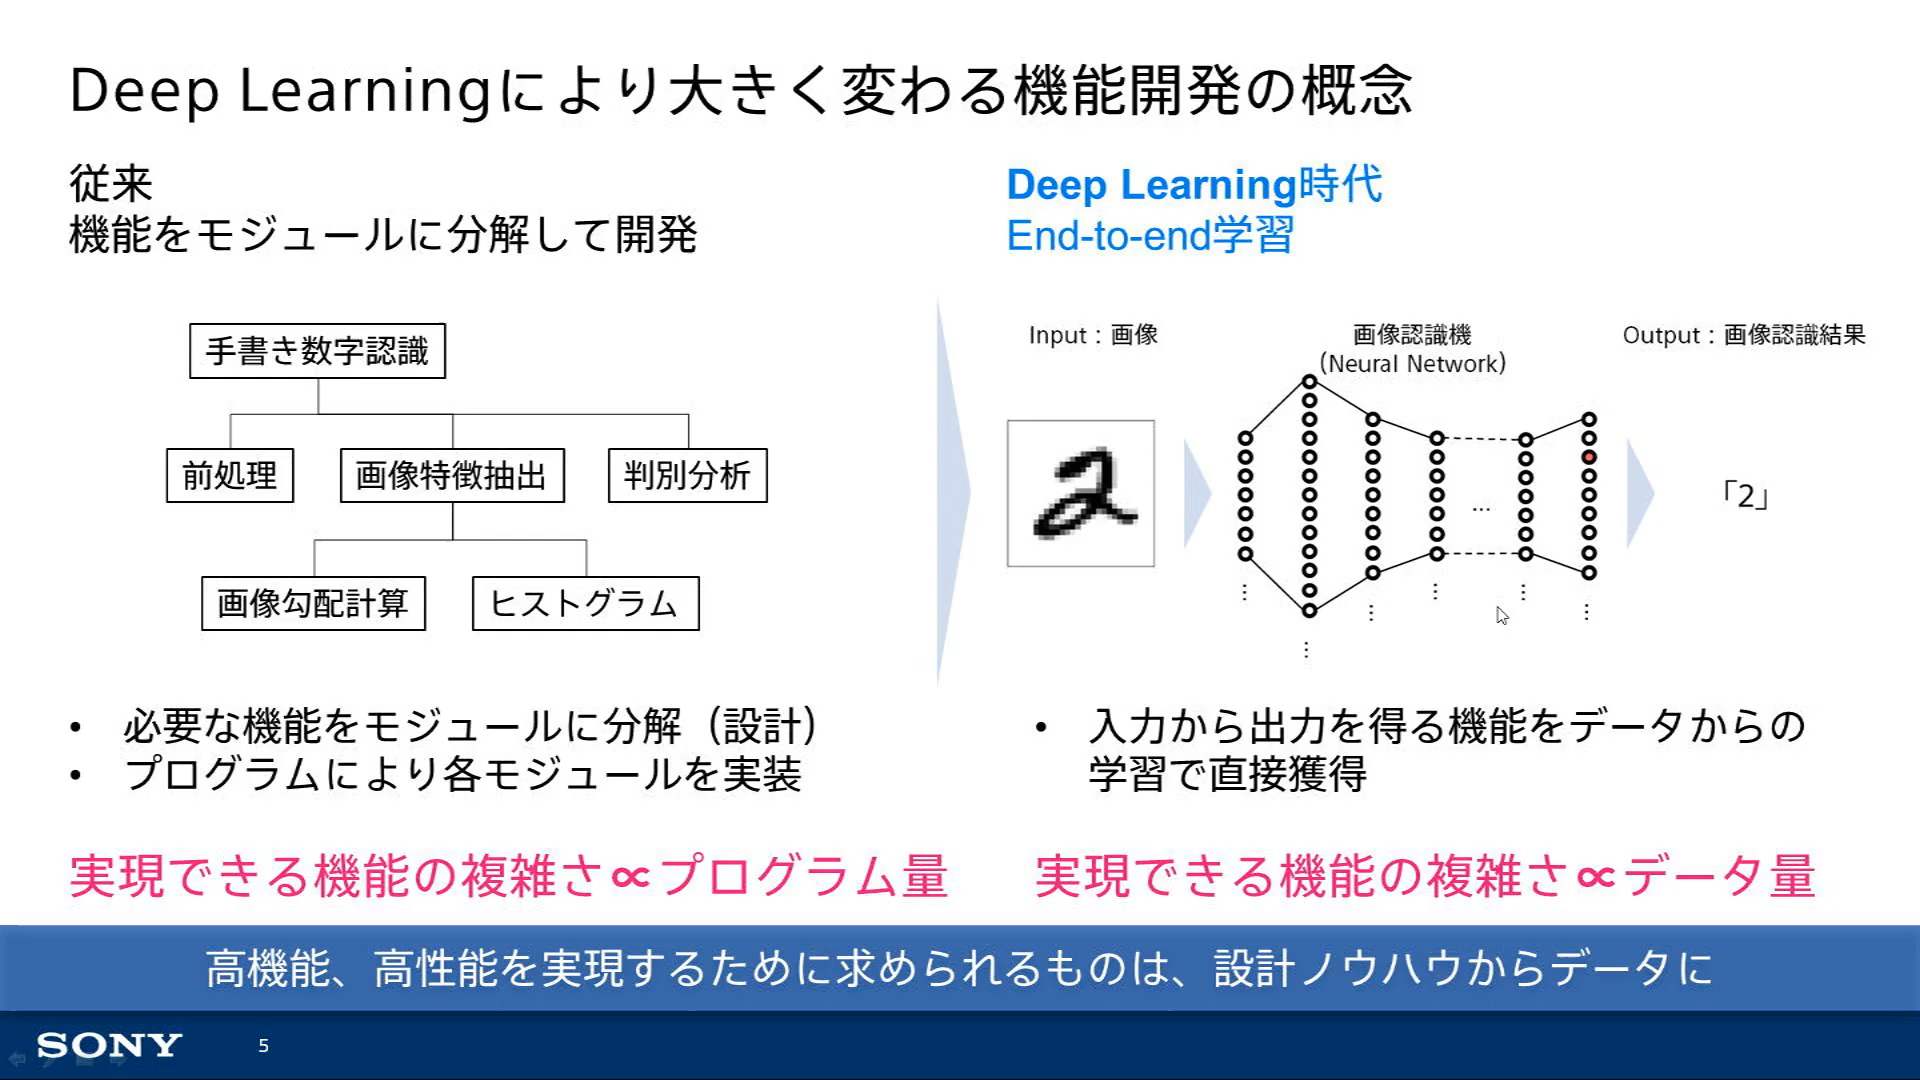 Deep Learningにより大きく変わる機能開発の概念
従来
機能をモジュールに分解して開発
手書き数字認識
前処理
画像特徴抽出
判別分析
画像勾配計算
ヒストグラム
• 必要な機能をモジュールに分解（設計）
• プログラムにより各モジュールを実装
実現できる機能の複雑さ∝プログラム量
Deep Learning時代
End-to-end学習
Input：画像
画像認識機
(Neural Network)
Output：画像認識結果
2
...
「2」
• 入力から出力を得る機能をデータからの
学習で直接獲得
実現できる機能の複雑さ∝データ量
高機能、高性能を実現するために求められるものは、設計ノウハウからデータに
SONY
5